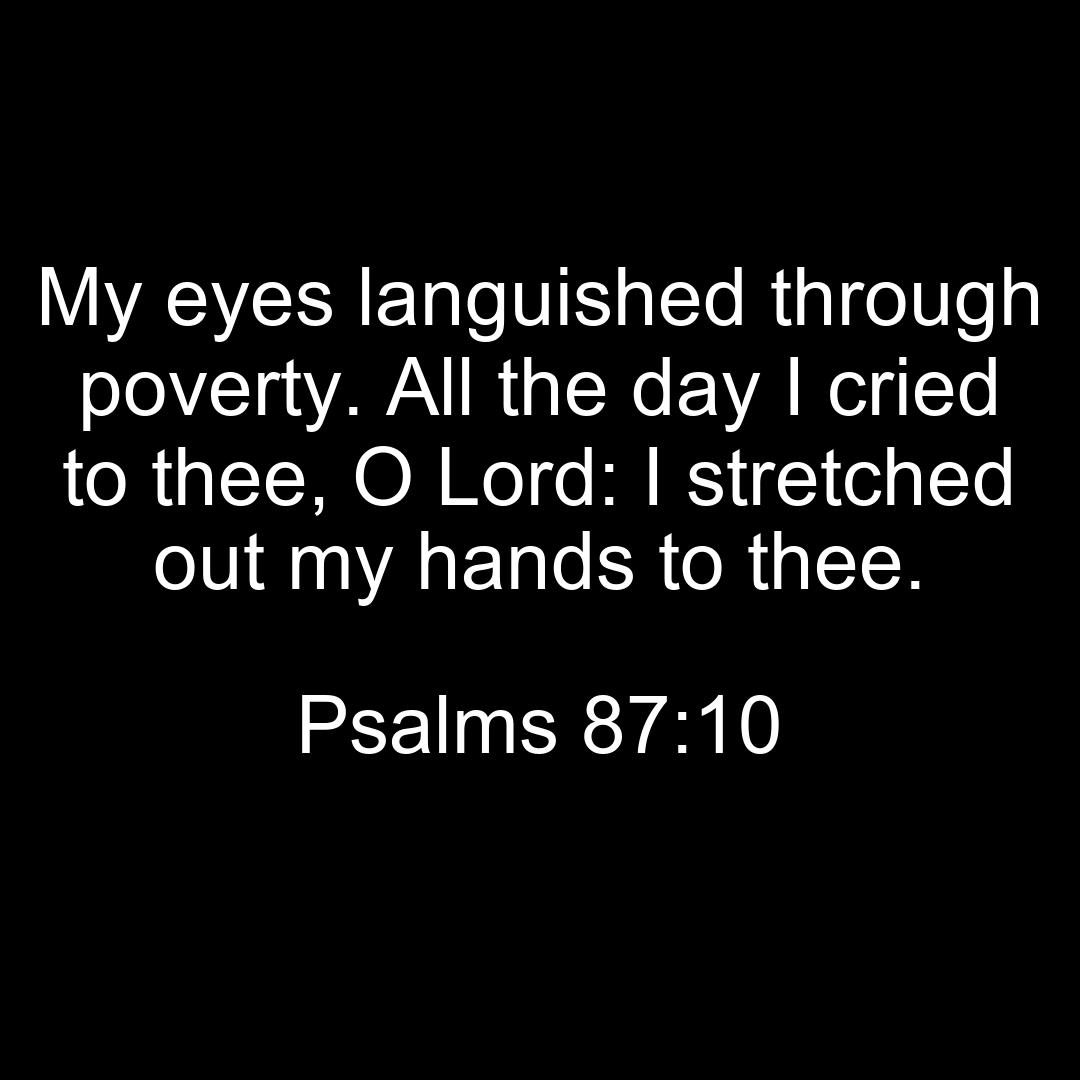 My eyes languished through
poverty. All the day I cried
to thee, O Lord: I stretched
out my hands to thee.
Psalms 87:10